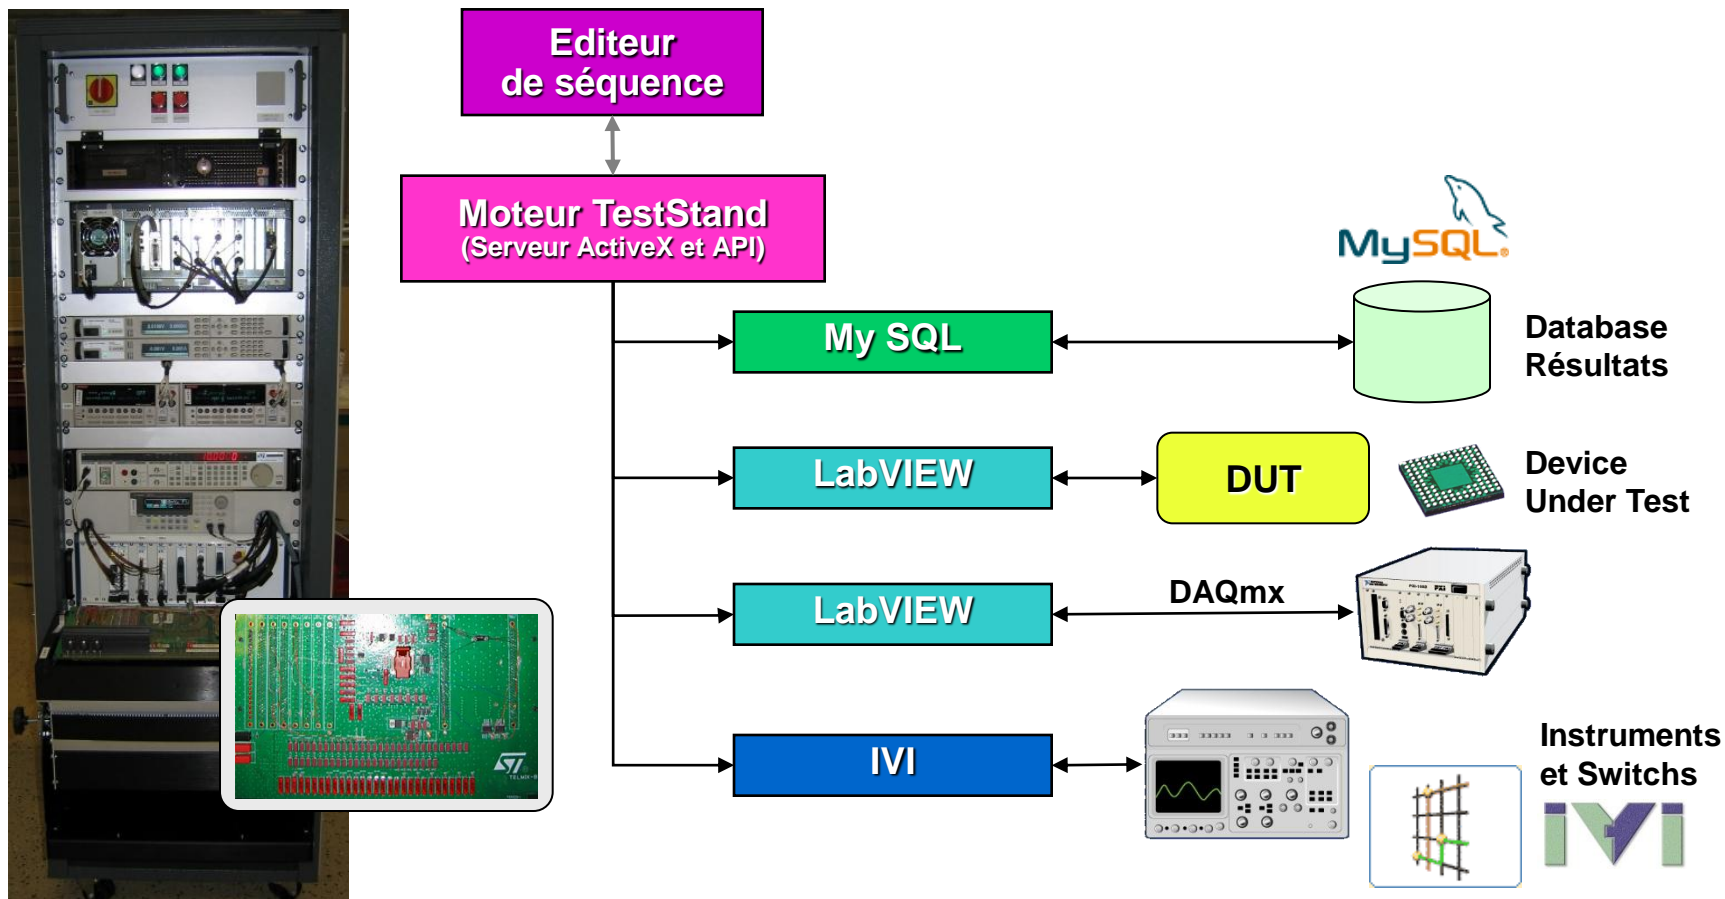 Editeur
de séquence
Moteur TestStand
(Serveur ActiveX et API)
MySQL®
My SQL
Database
Résultats
LabVIEW
DUT
Device
Under Test
LabVIEW
DAQmx
IVI
Instruments
et Switchs
IVI
ST